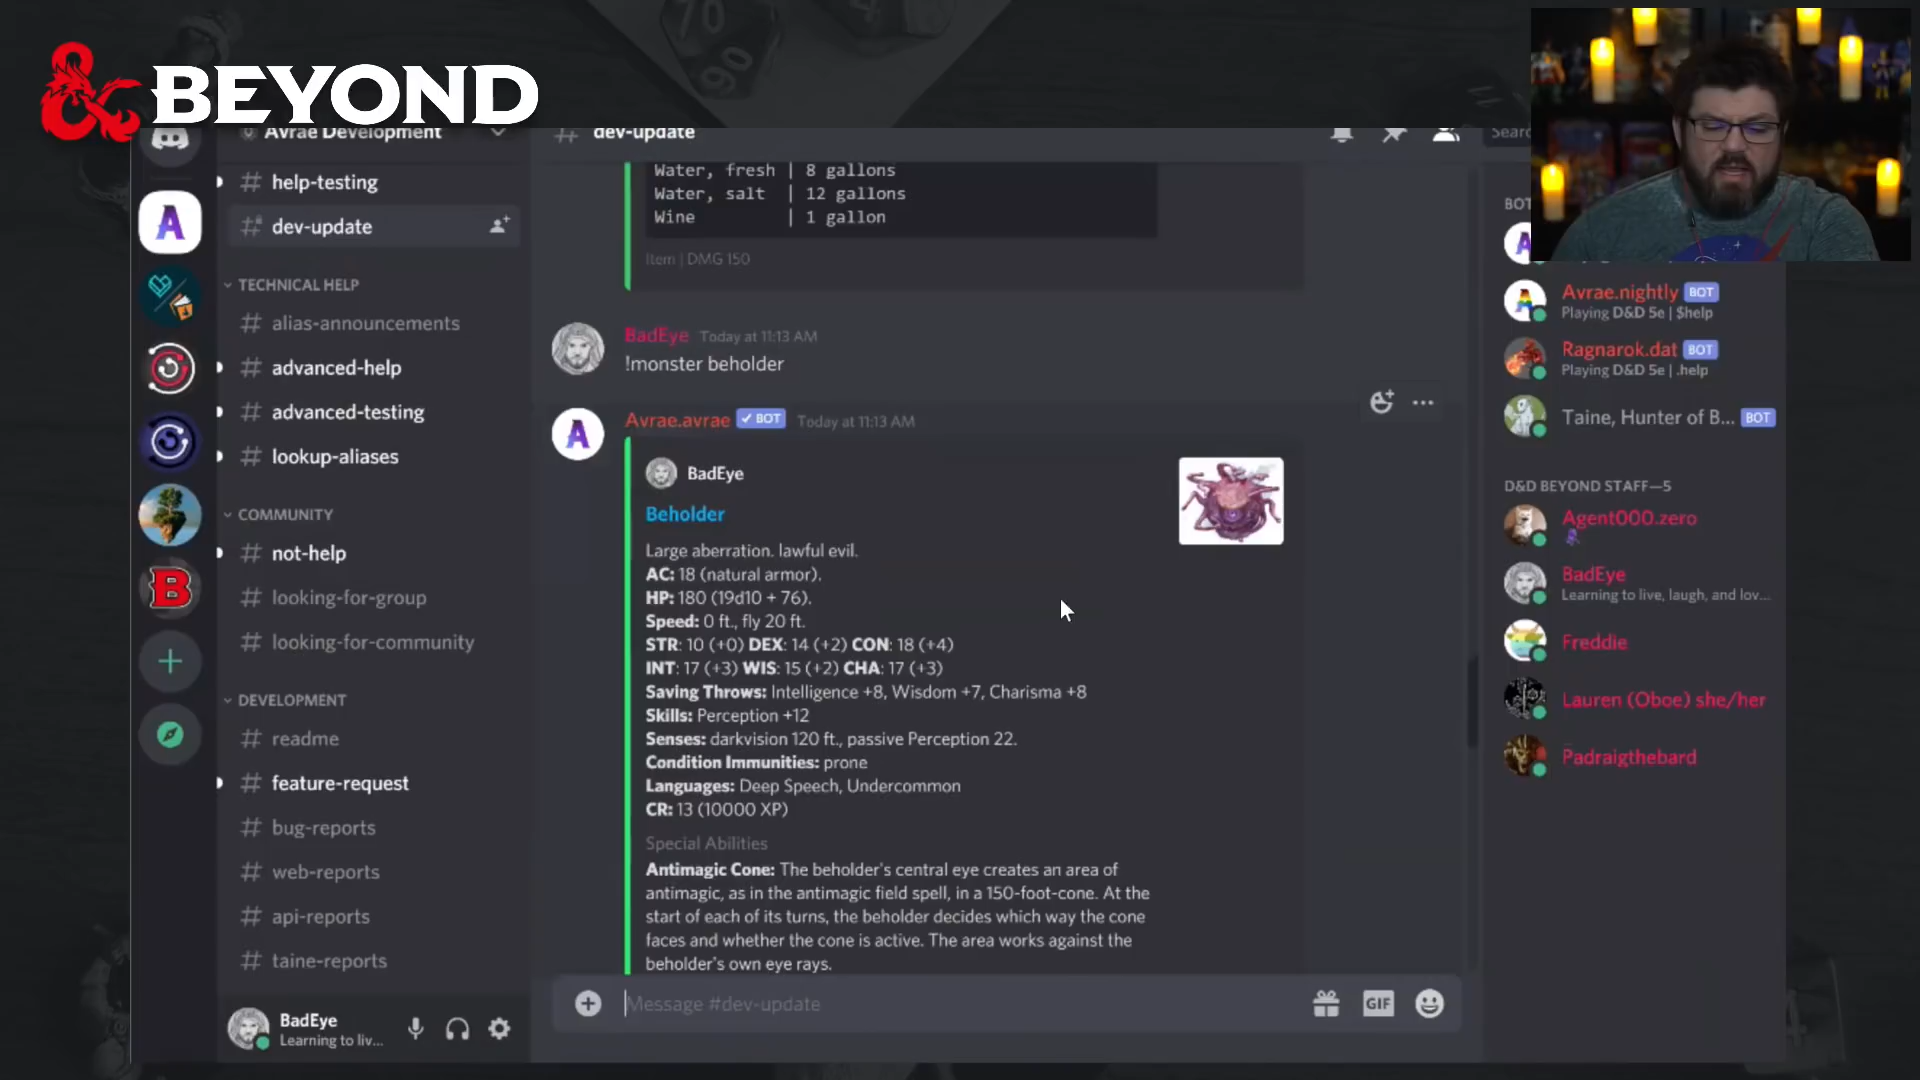 & BEYOND
Avrae Development
help-testing
dev-update
TECHNICAL HELP
alias-announcements
advanced-help
advanced-testing
lookup-aliases
COMMUNITY
not-help
looking-for-group
looking-for-community
DEVELOPMENT
readme
feature-request
bug-reports
web-reports
api-reports
taine-reports
BadEye
Learning to liv...
dev-update
Water, fresh | 8 gallons
Water, salt | 12 gallons
Wine | 1 gallon
Item | DMG 150
BadEye Today at 11:13 AM
!monster beholder
Avrae.avrae BOT Today at 11:13 AM
BadEye
Beholder
Large aberration. lawful evil.
AC: 18 (natural armor).
HP: 180 (19d10 + 76).
Speed: 0 ft., fly 20 ft.
STR: 10 (+0) DEX: 14 (+2) CON: 18 (+4)
INT: 17 (+3) WIS: 15 (+2) CHA: 17 (+3)
Saving Throws: Intelligence +8, Wisdom +7, Charisma +8
Skills: Perception +12
Senses: darkvision 120 ft., passive Perception 22.
Condition Immunities: prone
Languages: Deep Speech, Undercommon
CR: 13 (10000 XP)
Special Abilities
Antimagic Cone: The beholder's central eye creates an area of
antimagic, as in the antimagic field spell, in a 150-foot-cone. At the
start of each of its turns, the beholder decides which way the cone
faces and whether the cone is active. The area works against the
beholder's own eye rays.
Message #dev-update
GIF
Avrae.nightly BOT
Playing D&D 5e | $help
Ragnarok.dat BOT
Playing D&D 5e | .help
Taine, Hunter of B... BOT
D&D BEYOND STAFF—5
Agent000.zero
BadEye
Learning to live, laugh, and lov...
Freddie
Lauren (Oboe) she/her
Padraigthebard
70
90